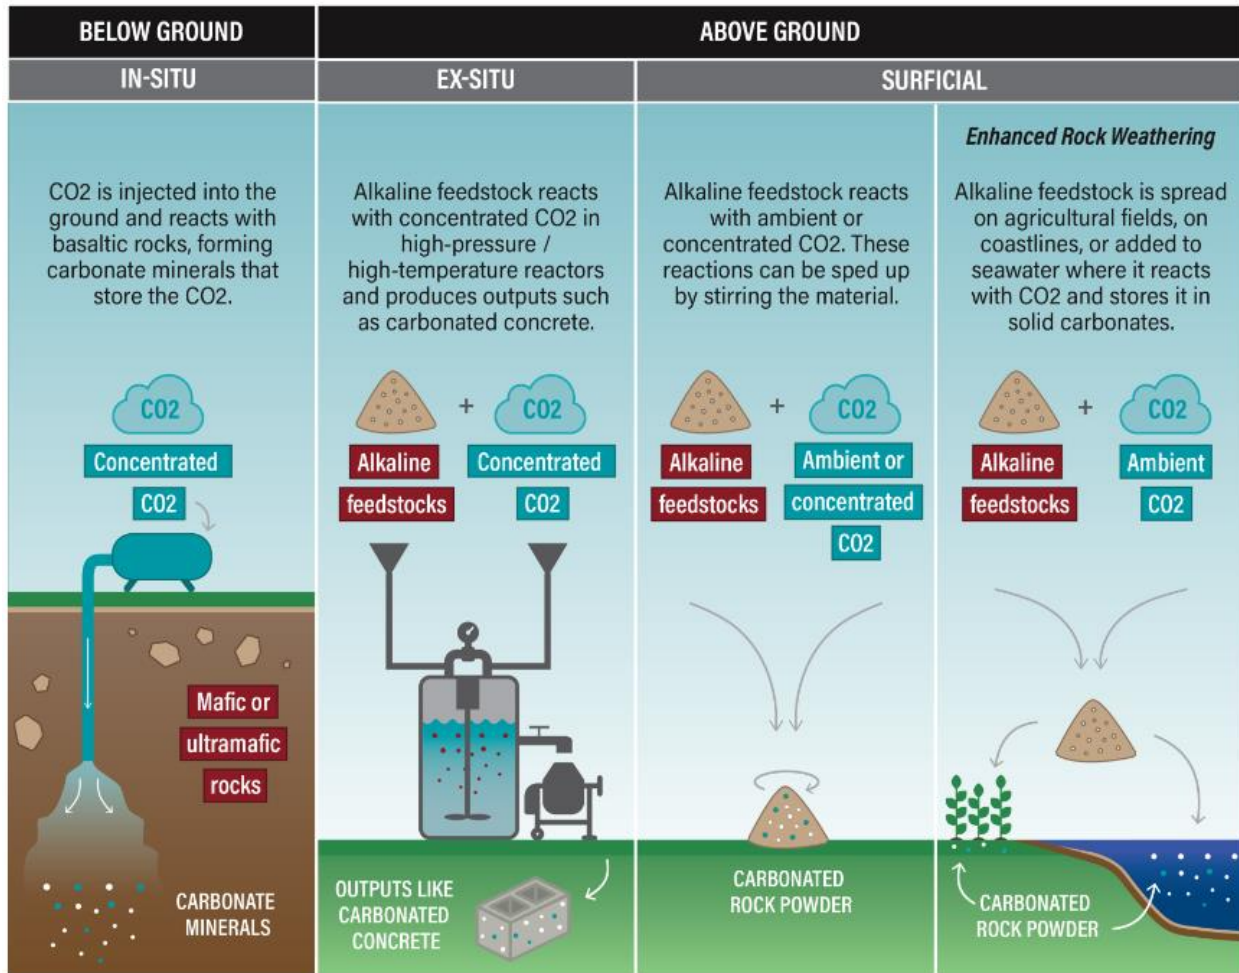 BELOW GROUND
ABOVE GROUND
IN-SITU
EX-SITU
SURFICIAL
CO2 is injected into the
ground and reacts with
basaltic rocks, forming
carbonate minerals that
store the CO2.
CO2
Concentrated
CO2
Mafic or
ultramafic
rocks
CARBONATE
MINERALS
Alkaline feedstock reacts
with concentrated CO2 in
high-pressure /
high-temperature reactors
and produces outputs such
as carbonated concrete.
+
CO2
Alkaline
feedstocks
Concentrated
CO2
OUTPUTS LIKE
CARBONATED
CONCRETE
Alkaline feedstock reacts
with ambient or
concentrated CO2. These
reactions can be sped up
by stirring the material.
+
CO2
Alkaline
feedstocks
Ambient or
concentrated
CO2
CARBONATED
ROCK POWDER
Enhanced Rock Weathering
Alkaline feedstock is spread
on agricultural fields, on
coastlines, or added to
seawater where it reacts
with CO2 and stores it in
solid carbonates.
+
CO2
Alkaline
feedstocks
Ambient
CO2
CARBONATED
ROCK POWDER